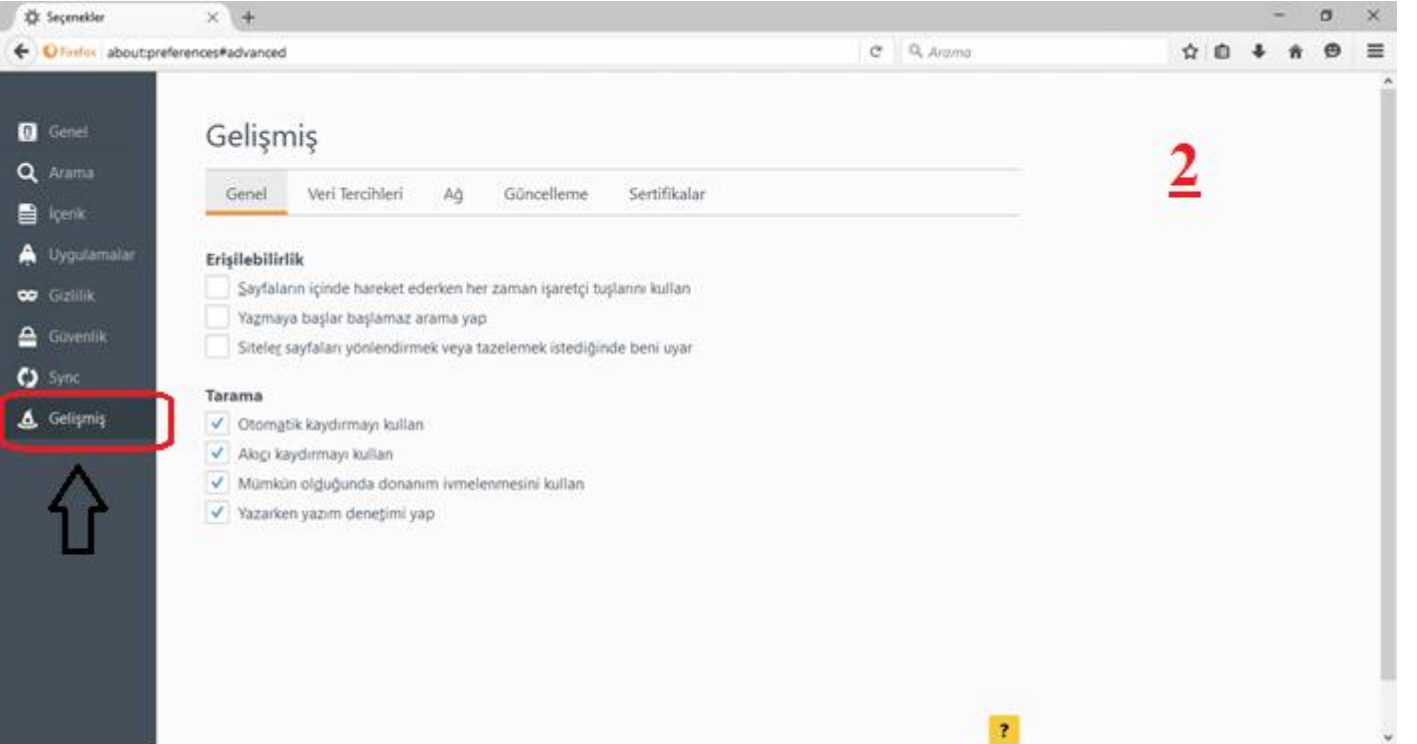 Seçenekler
Firefox about:preferences#advanced
Arama
Genel
Arama
İçerik
Uygulamalar
Gizlilik
Güvenlik
Sync
Gelişmiş
Gelişmiş
2
Genel Veri Tercihleri Ağ Güncelleme Sertifikalar
Erişilebilirlik
Sayfaların içinde hareket ederken her zaman işaretçi tuşlarını kullan
Yazmaya başlar başlamaz arama yap
Siteler sayfaları yönlendirmek veya tazelemek istediğinde beni uyar
Tarama
Otomatik kaydırmayı kullan
Akıcı kaydırmayı kullan
Mümkün olduğunda donanım ivmelenmesini kullan
Yazarken yazım denetimi yap
?